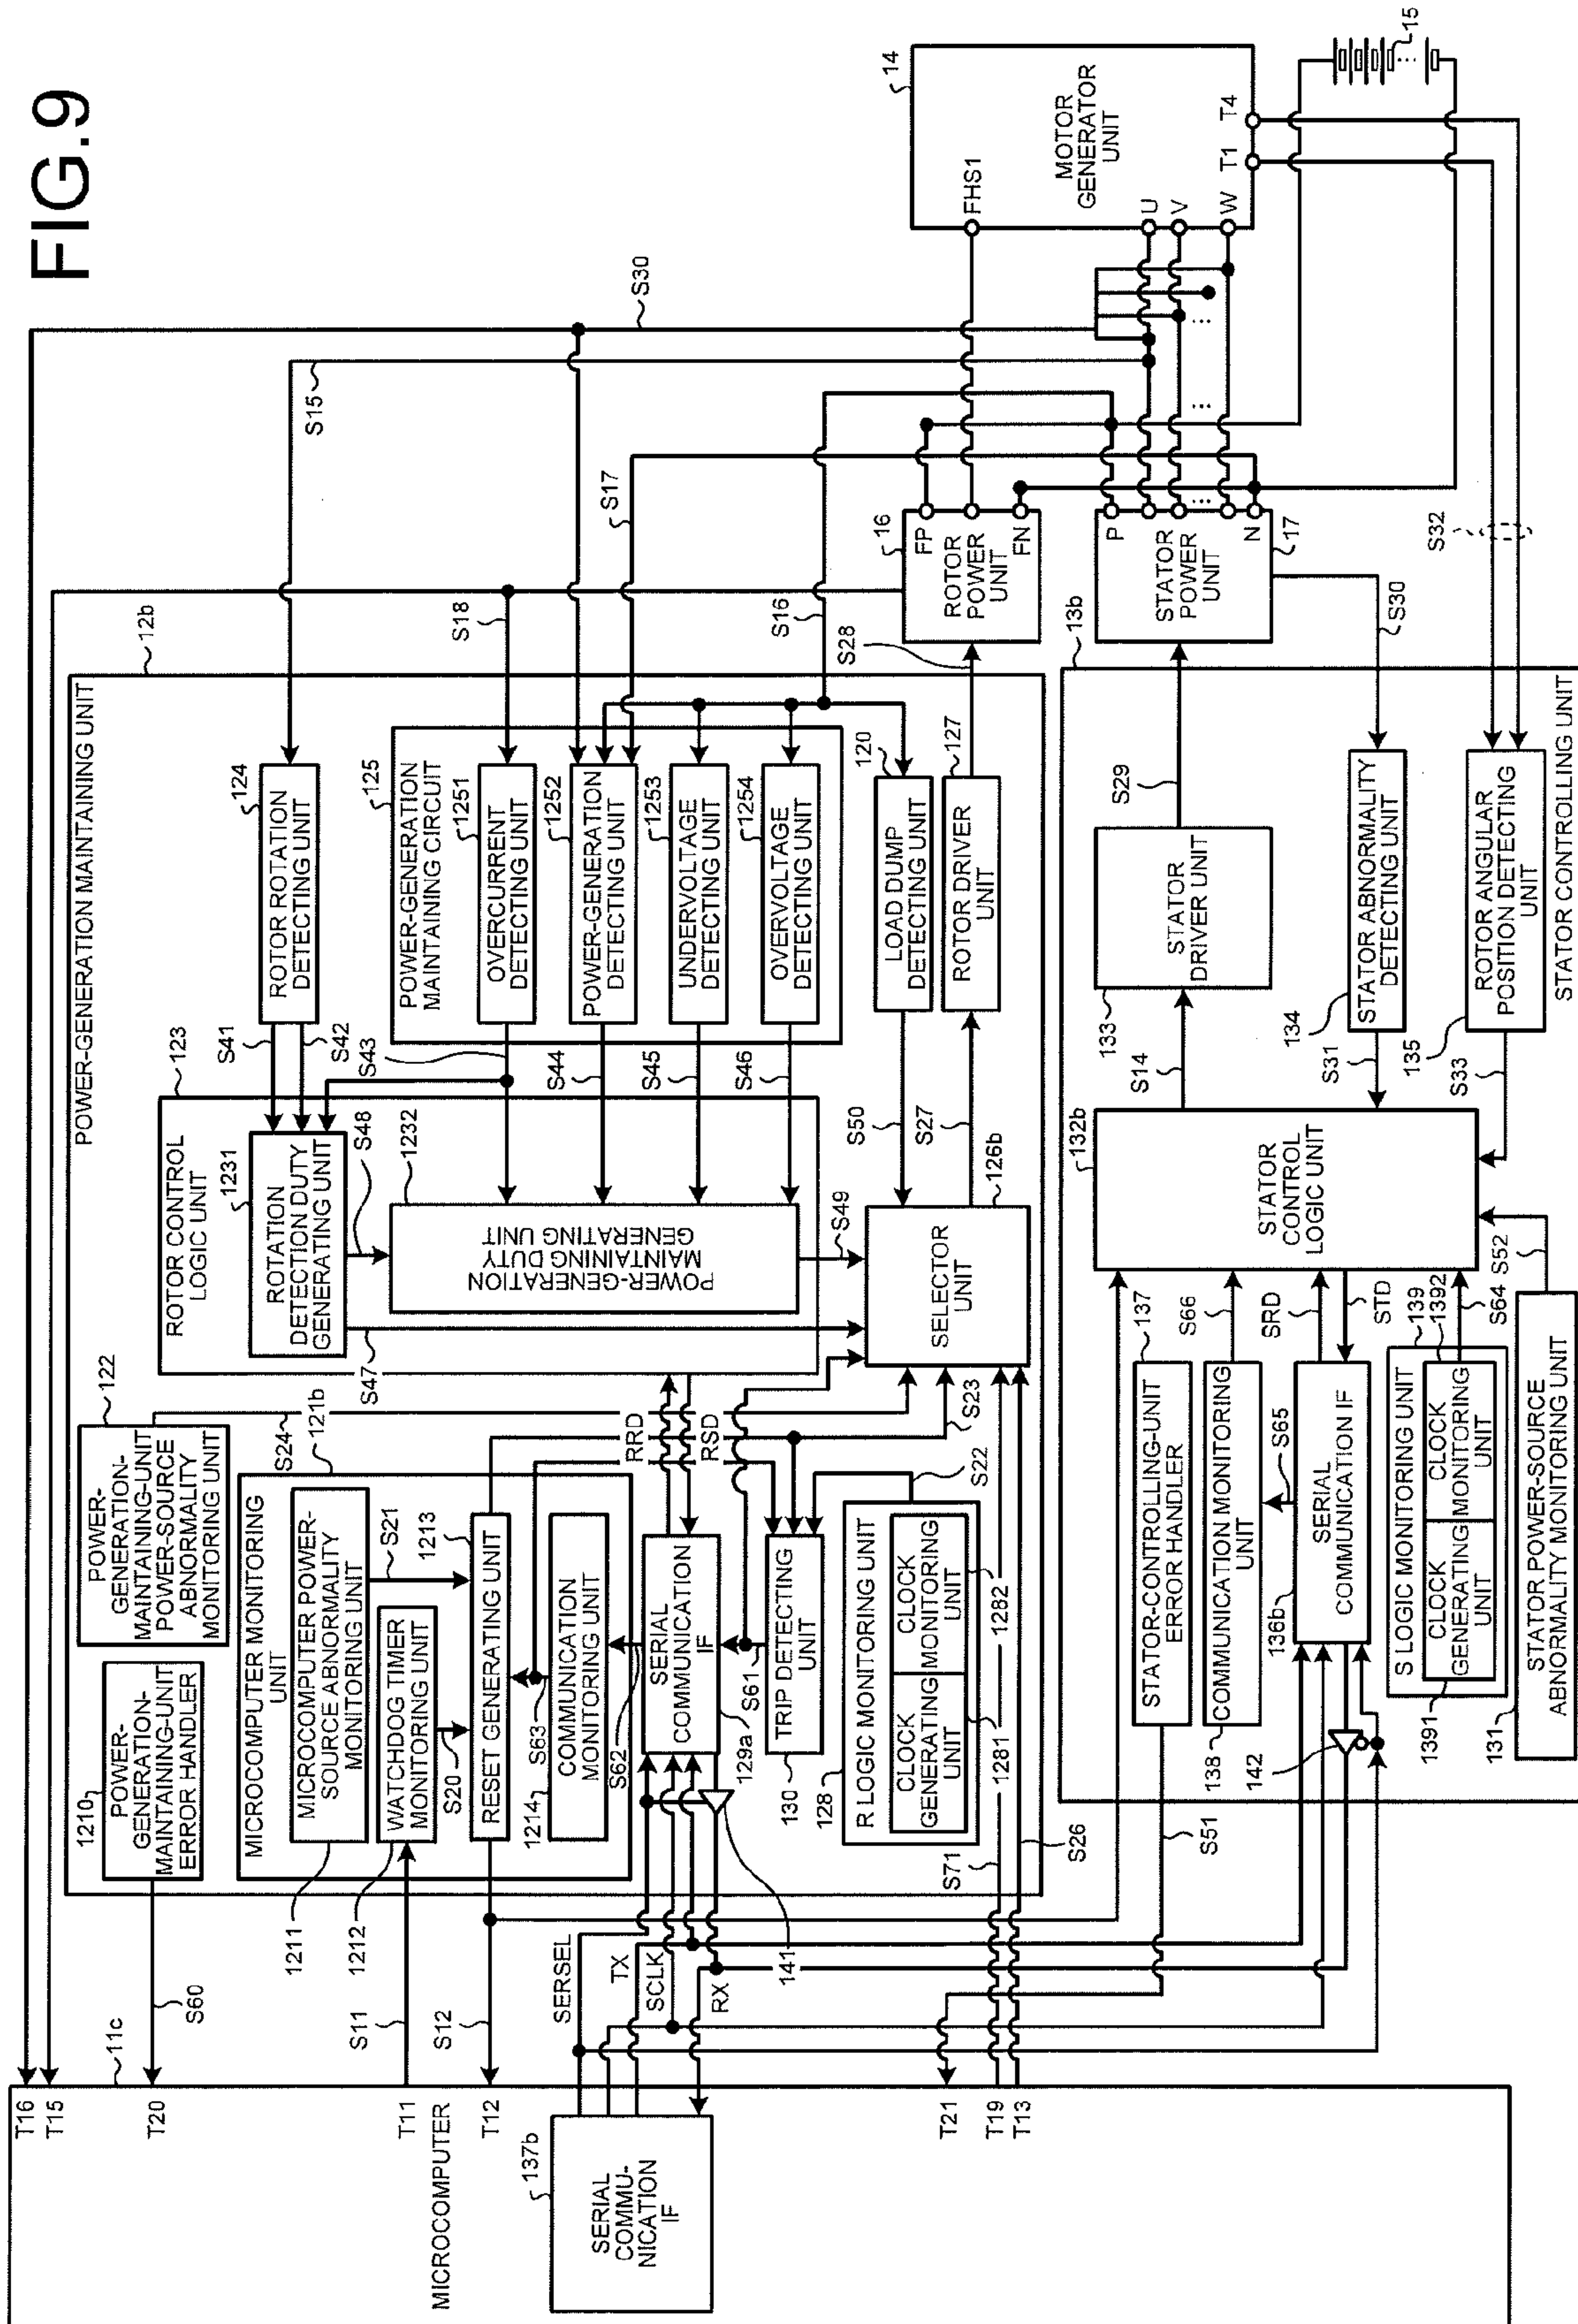 FIG.9
T16
T15
T20
T11
MICROCOMPUTER
T12
T21
T19
T13
11c
137b
SERIAL
COMMU-
NICATION
IF
S60
S11
S12
SERSEL
TX
SCLK
RX
141
S51
S71
S26
POWER-GENERATION MAINTAINING UNIT
12b
1210
POWER-
GENERATION-
MAINTAINING-UNIT
ERROR HANDLER
122
POWER-
GENERATION-
MAINTAINING-UNIT
POWER-SOURCE
ABNORMALITY
MONITORING UNIT
S24
121b
MICROCOMPUTER MONITORING
UNIT
1211
MICROCOMPUTER POWER-
SOURCE ABNORMALITY
MONITORING UNIT
S21
1212
WATCHDOG TIMER
MONITORING UNIT
S20
1213
RESET GENERATING UNIT
S63
1214
COMMUNICATION
MONITORING UNIT
S62
SERIAL
COMMUNICATION
IF
129a
RRD
RSD
S61
130
TRIP DETECTING
UNIT
S23
S22
128
R LOGIC MONITORING UNIT
CLOCK
GENERATING
UNIT
1281
CLOCK
MONITORING
UNIT
1282
123
ROTOR CONTROL
LOGIC UNIT
1231
ROTATION
DETECTION DUTY
GENERATING UNIT
S47
S48
1232
POWER-GENERATION
MAINTAINING DUTY
GENERATING UNIT
S49
SELECTOR
UNIT
126b
S41
S42
S43
S44
S45
S46
S50
S27
124
ROTOR ROTATION
DETECTING UNIT
125
POWER-GENERATION
MAINTAINING CIRCUIT
1251
OVERCURRENT
DETECTING UNIT
1252
POWER-GENERATION
DETECTING UNIT
1253
UNDERVOLTAGE
DETECTING UNIT
1254
OVERVOLTAGE
DETECTING UNIT
120
LOAD DUMP
DETECTING UNIT
127
ROTOR DRIVER
UNIT
S18
S16
S28
S15
S17
S30
16
ROTOR
POWER
UNIT
FP
FN
STATOR
POWER
UNIT
P
N
17
14
MOTOR
GENERATOR
UNIT
FHS1
U
V
W
T1
T4
15
S32
S30
13b
STATOR CONTROLLING UNIT
S29
STATOR
DRIVER UNIT
133
S14
134
STATOR ABNORMALITY
DETECTING UNIT
S31
135
ROTOR ANGULAR
POSITION DETECTING
UNIT
S33
132b
STATOR
CONTROL
LOGIC UNIT
S52
137
STATOR-CONTROLLING-UNIT
ERROR HANDLER
138
COMMUNICATION MONITORING
UNIT
S66
S65
136b
SERIAL
COMMUNICATION IF
SRD
STD
142
139
S LOGIC MONITORING UNIT
1391
CLOCK
GENERATING
UNIT
1392
CLOCK
MONITORING
UNIT
S64
131
STATOR POWER-SOURCE
ABNORMALITY MONITORING UNIT